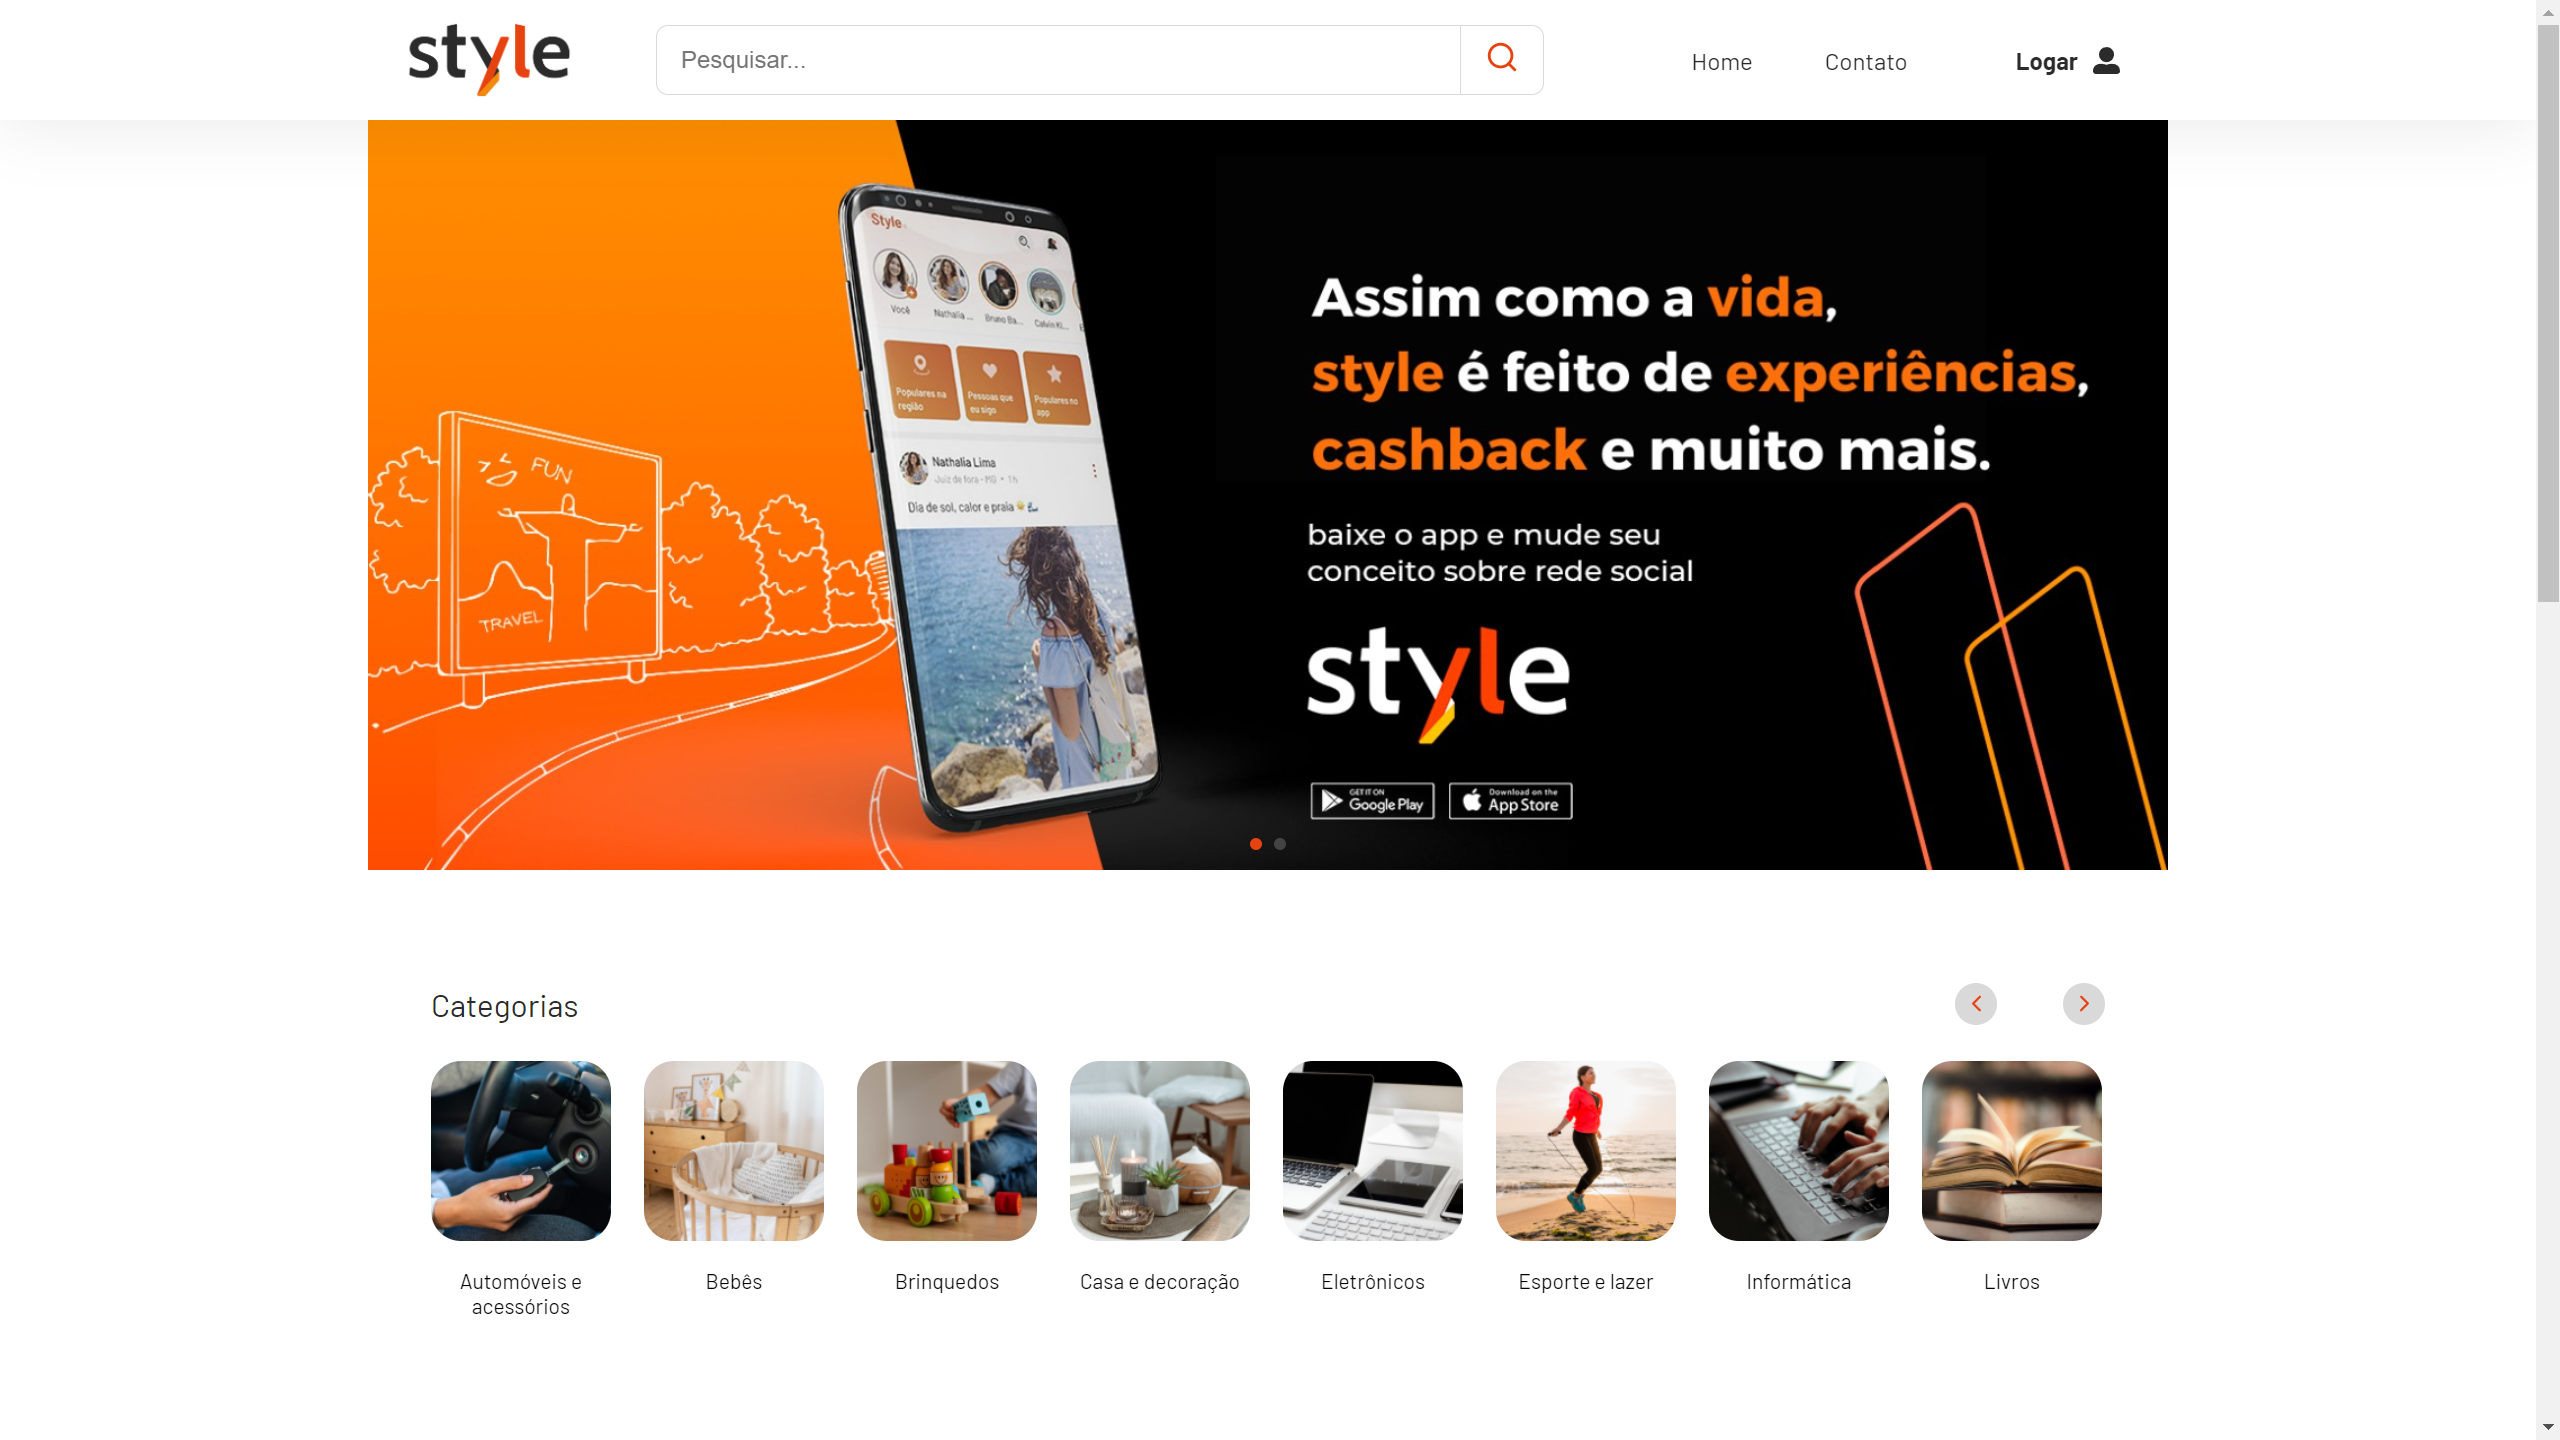 style
Pesquisar...
Home
Contato
Logar
Style
Você
Nathalia ...
Bruno Ba...
Calvin Kl...
Populares na
região
Pessoas que
eu sigo
Populares no
app
Nathalia Lima
Juiz de fora - MG • 1h
Dia de sol, calor e praia
FUN
TRAVEL
Assim como a vida,
style é feito de experiências,
cashback e muito mais.
baixe o app e mude seu
conceito sobre rede social
style
GET IT ON
Google Play
Download on the
App Store
Categorias
Automóveis e
acessórios
Bebês
Brinquedos
Casa e decoração
Eletrônicos
Esporte e lazer
Informática
Livros